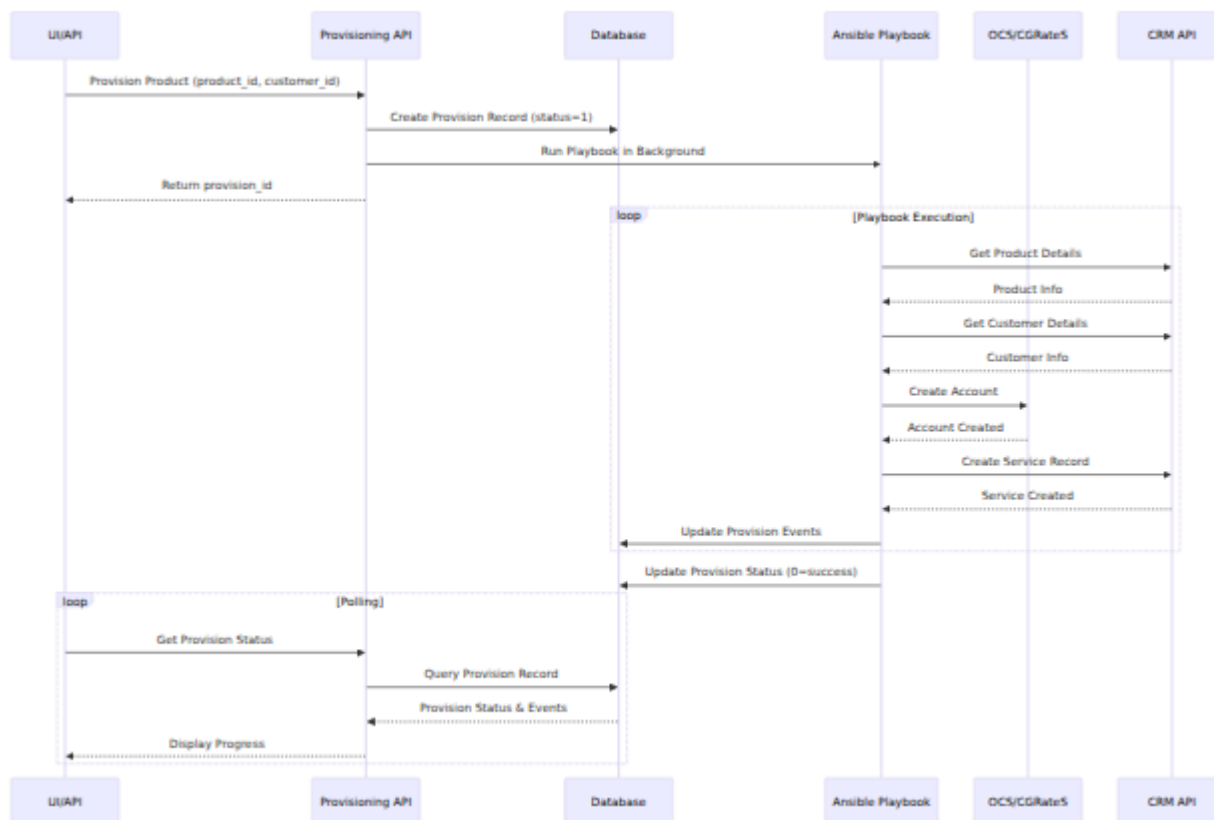 UI/API
Provisioning API
Database
Ansible Playbook
OCS/CGRateS
CRM API
Provision Product (product_id, customer_id)
Create Provision Record (status=1)
Run Playbook in Background
Return provision_id
loop
[Playbook Execution]
Get Product Details
Product Info
Get Customer Details
Customer Info
Create Account
Account Created
Create Service Record
Service Created
Update Provision Events
Update Provision Status (0=success)
loop
[Polling]
Get Provision Status
Query Provision Record
Provision Status & Events
Display Progress
UI/API
Provisioning API
Database
Ansible Playbook
OCS/CGRateS
CRM API